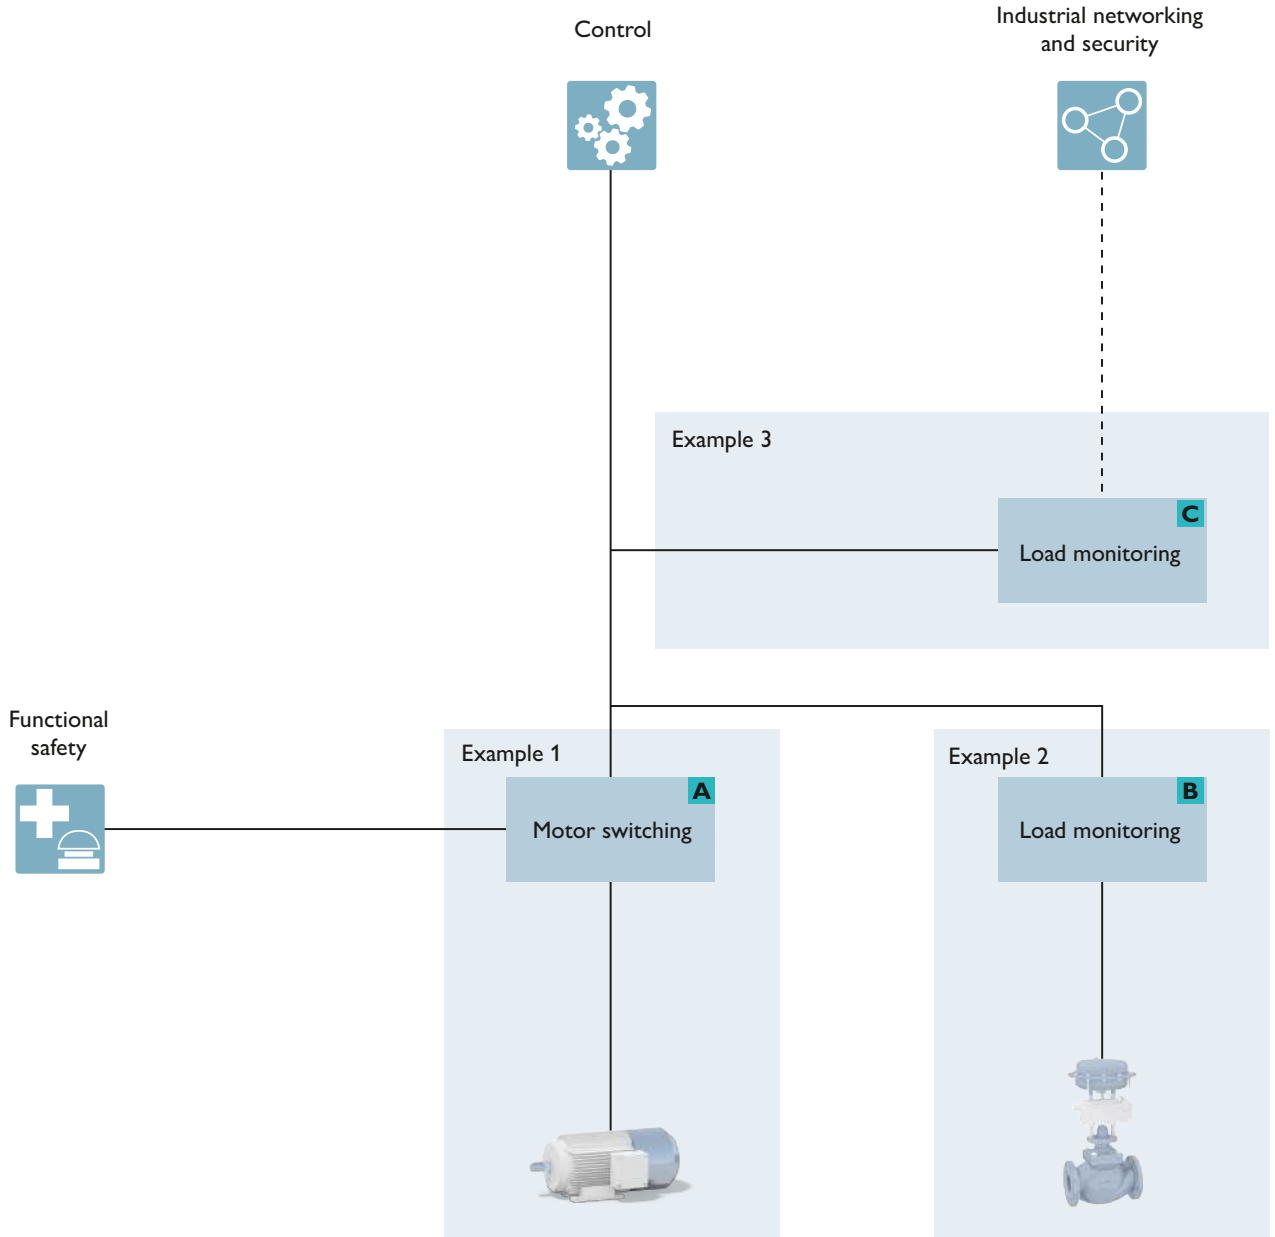 Control
Industrial networking
and security
Example 3
C
Load monitoring
Functional
safety
Example 1
A
Motor switching
Example 2
B
Load monitoring